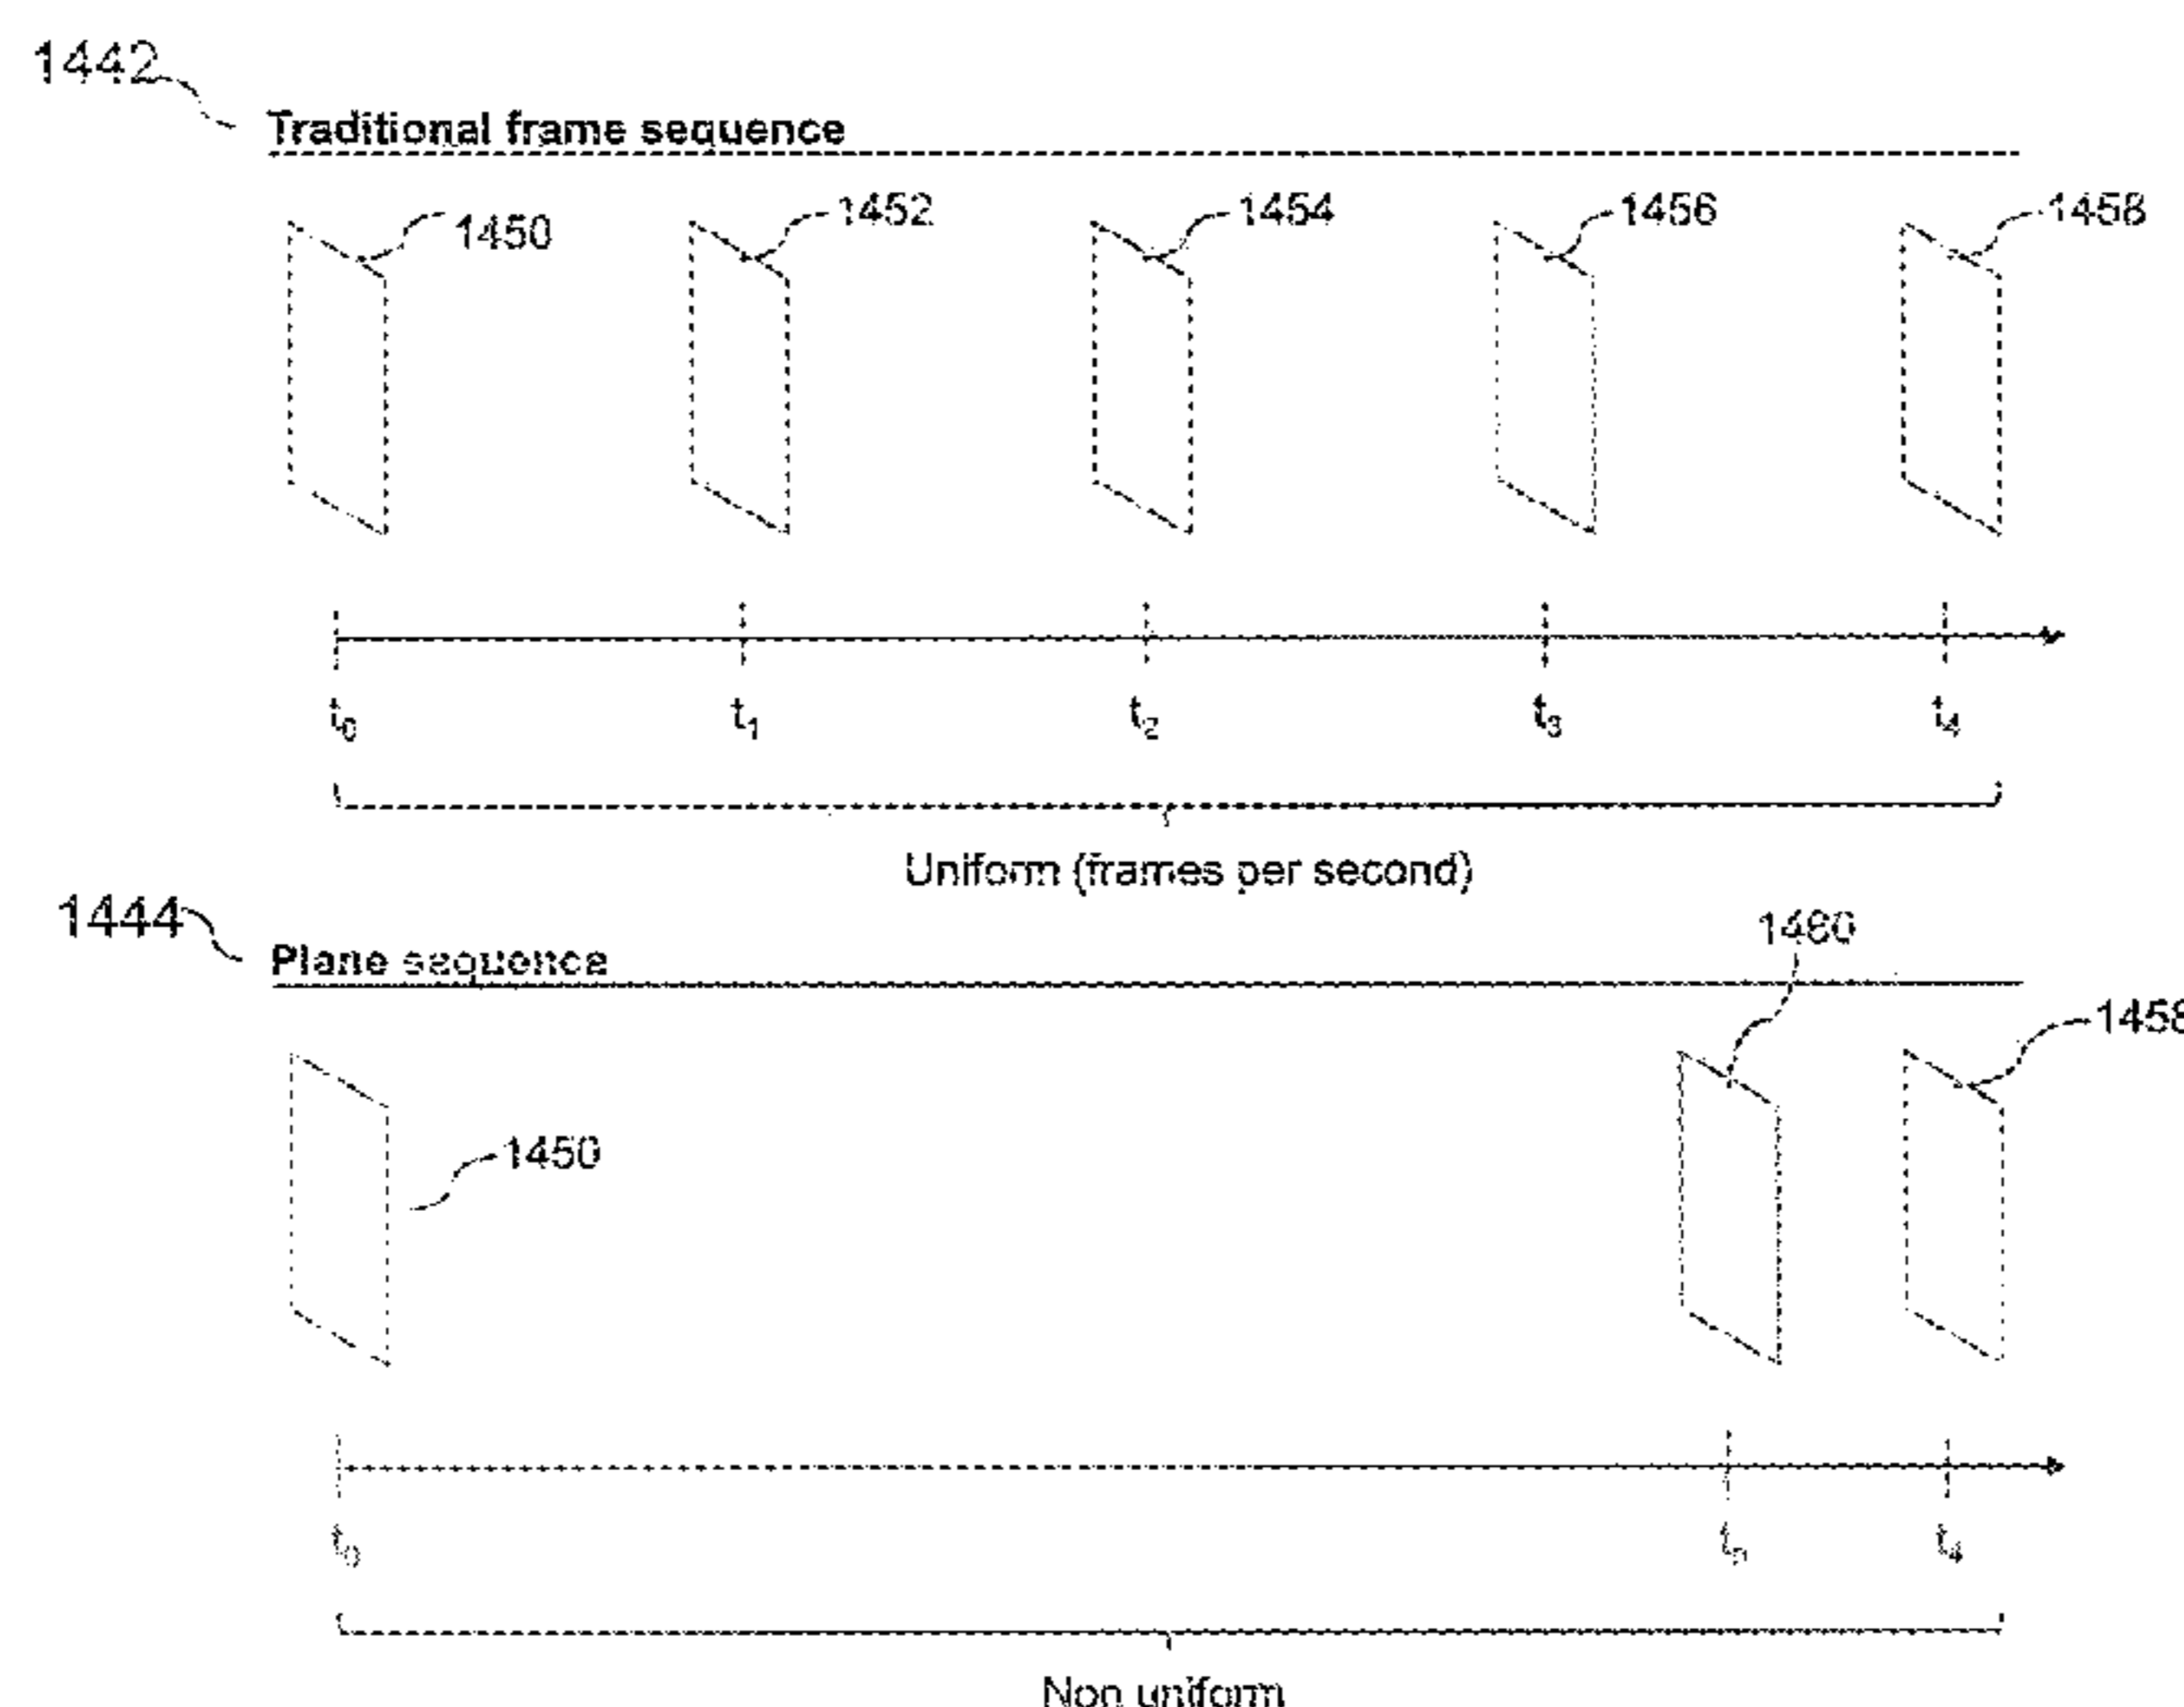 1442
Traditional frame sequence
1450
1452
1454
1456
1458
t0
t1
t2
t3
t4
Uniform (frames per second)
1444
Plane sequence
1460
1458
1450
t0
tn
t4
Non uniform